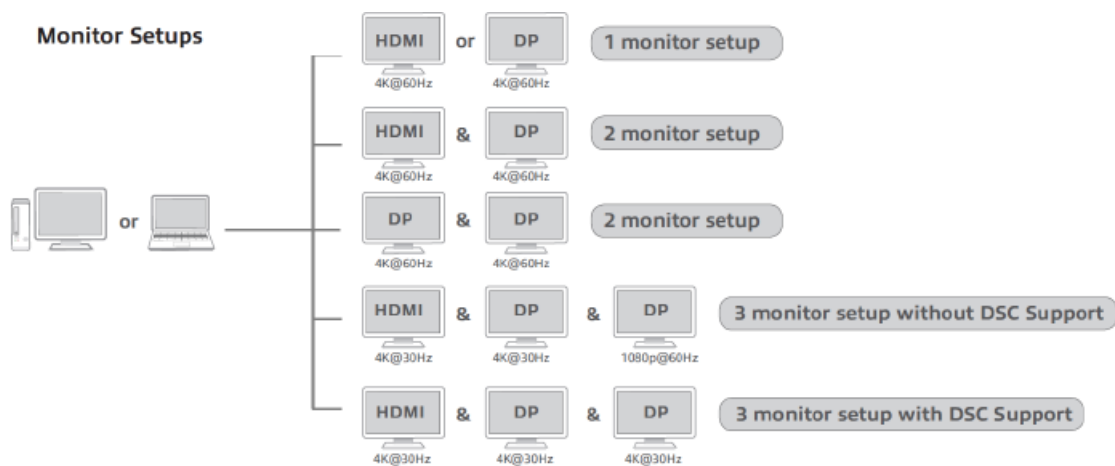 Monitor Setups
HDMI or DP 1 monitor setup
4K@60Hz 4K@60Hz
HDMI & DP 2 monitor setup
4K@60Hz 4K@60Hz
or
DP & DP 2 monitor setup
4K@60Hz 4K@60Hz
HDMI & DP & DP 3 monitor setup without DSC Support
4K@30Hz 4K@30Hz 1080p@60Hz
HDMI & DP & DP 3 monitor setup with DSC Support
4K@30Hz 4K@30Hz 4K@30Hz